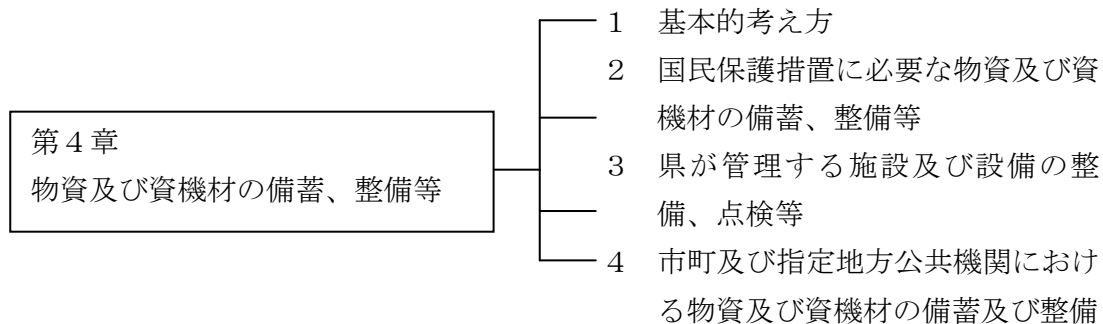 第４章
物資及び資機材の備蓄、整備等
１　基本的考え方
２　国民保護措置に必要な物資及び資
機材の備蓄、整備等
３　県が管理する施設及び設備の整
備、点検等
４　市町及び指定地方公共機関におけ
る物資及び資機材の備蓄及び整備